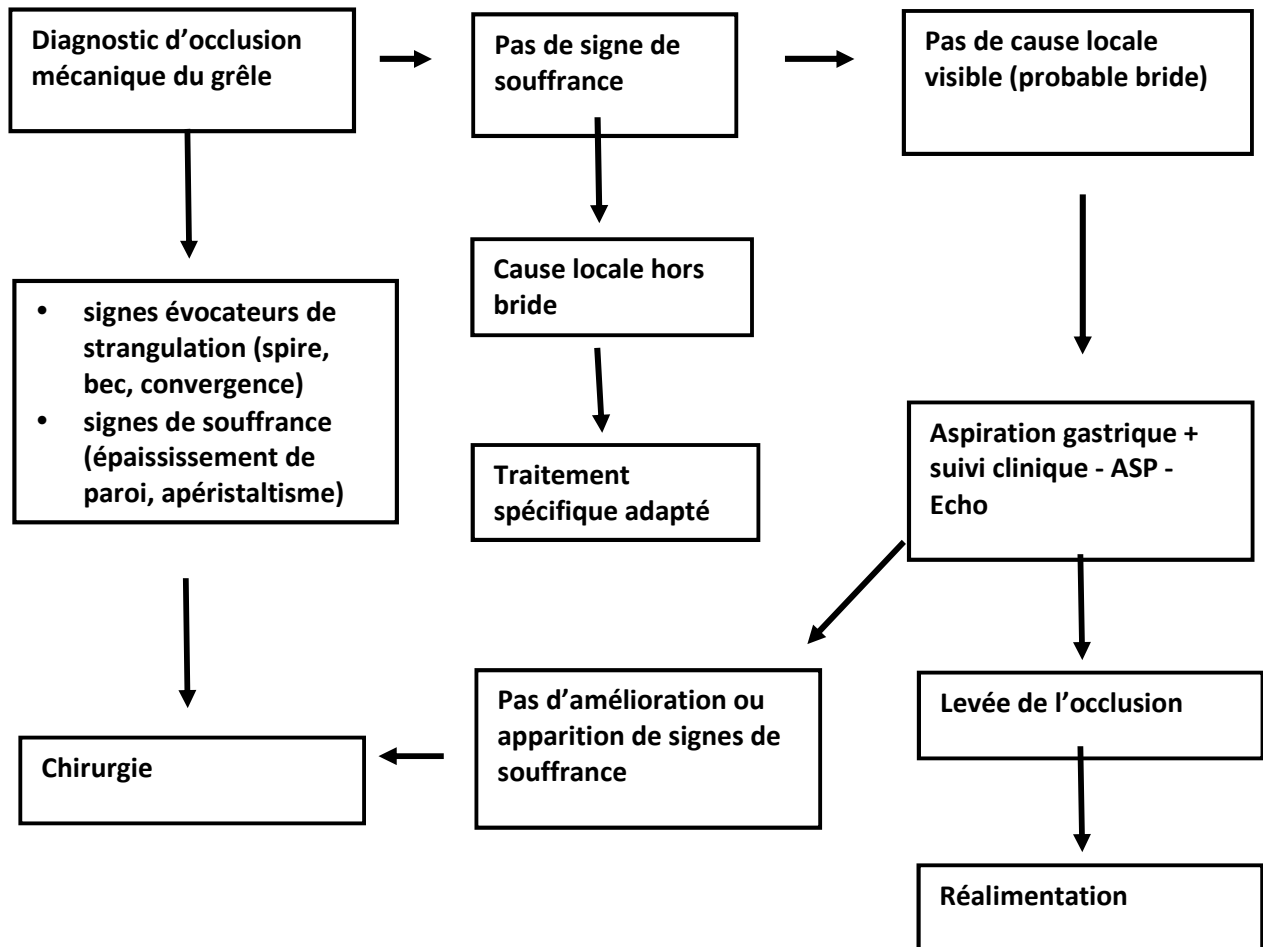 Diagnostic d’occlusion
mécanique du grêle
Pas de signe de
souffrance
Pas de cause locale
visible (probable bride)
• signes évocateurs de
strangulation (spire,
bec, convergence)
• signes de souffrance
(épaississement de
paroi, apéristaltisme)
Cause locale hors
bride
Traitement
spécifique adapté
Aspiration gastrique +
suivi clinique - ASP -
Echo
Chirurgie
Pas d’amélioration ou
apparition de signes de
souffrance
Levée de l’occlusion
Réalimentation